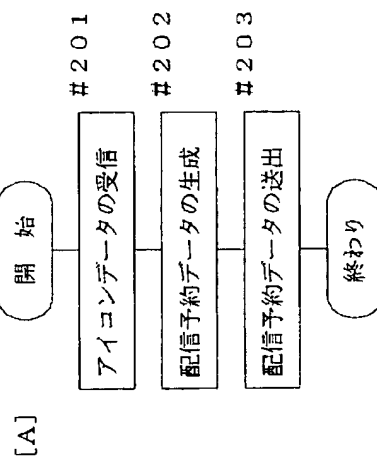 [A]
開 始
アイコンデータの受信 #201
配信予約データの生成 #202
配信予約データの送出 #203
終わり